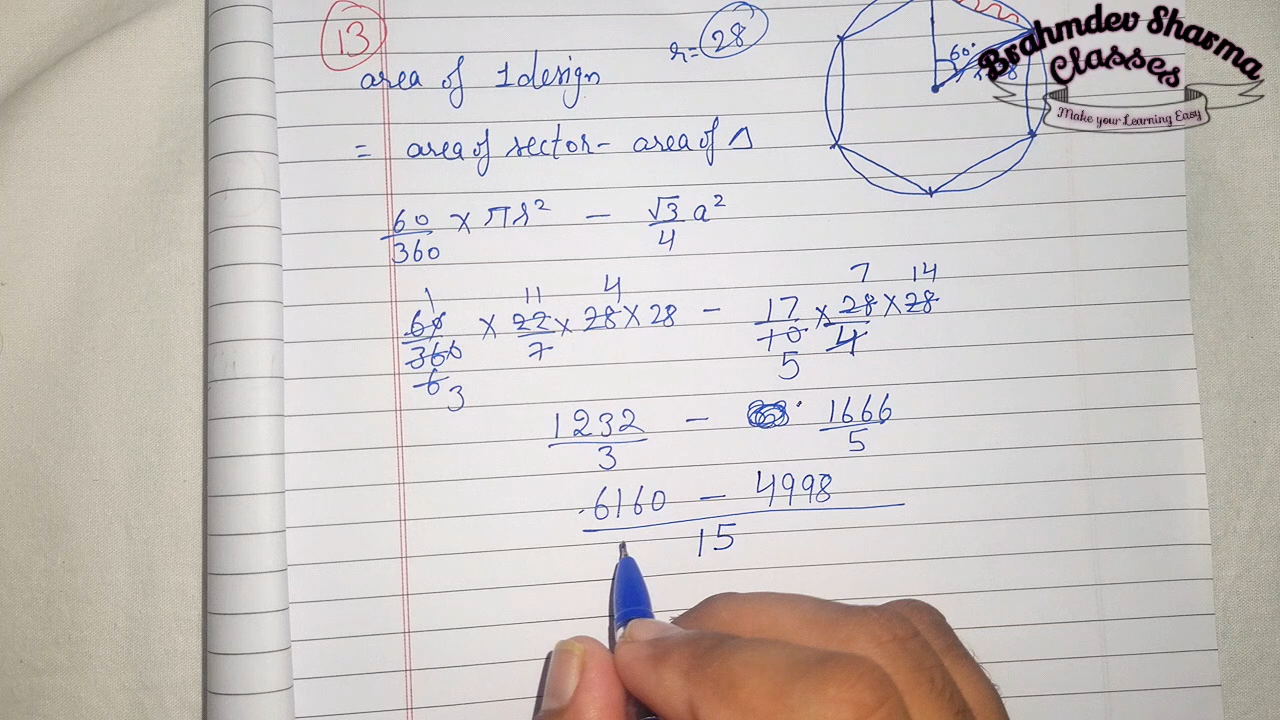 13
r=28
area of 1 design
= area of sector - area of Δ
60/360 × πr² - √3/4 a²
60°
1 11 4 7 14
60/360 × 22/7 × 28 × 28 - 17/10 × 28/4 × 28
6 3 5
1232/3 - 1666/5
6160 - 4998
15
Brahmdev Sharma
Classes
Make your Learning Easy